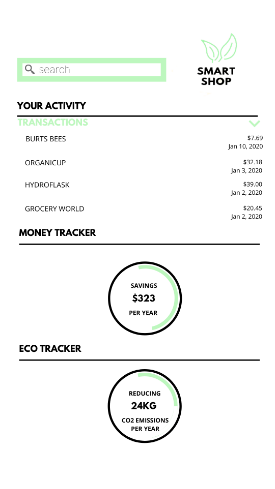 search
SMART
SHOP
YOUR ACTIVITY
TRANSACTIONS
BURTS BEES $7.69
Jan 10, 2020
ORGANICUP $32.18
Jan 3, 2020
HYDROFLASK $39.00
Jan 2, 2020
GROCERY WORLD $20.45
Jan 2, 2020
MONEY TRACKER
SAVINGS
$323
PER YEAR
ECO TRACKER
REDUCING
24KG
CO2 EMISSIONS
PER YEAR